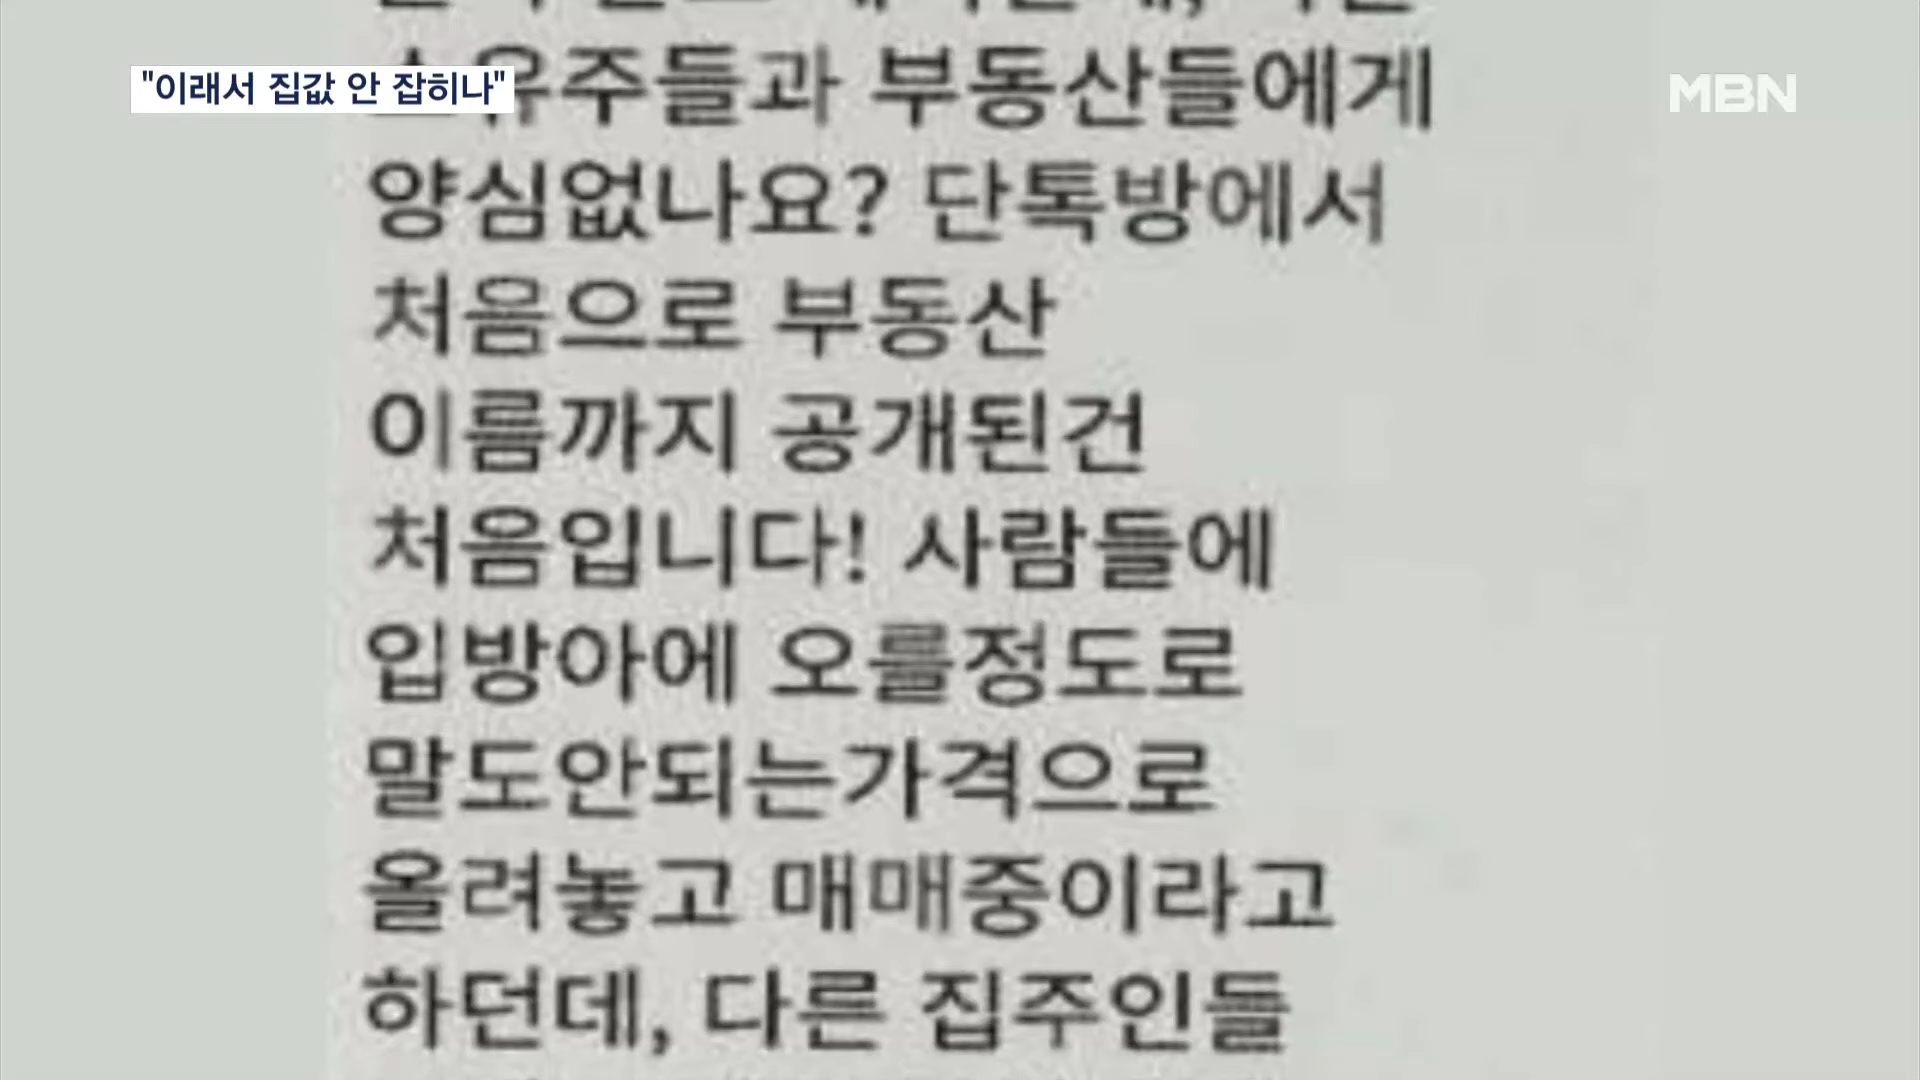 "이래서 집값 안 잡히나"
MBN
소유주들과 부동산들에게
양심없나요? 단톡방에서
처음으로 부동산
이름까지 공개된건
처음입니다! 사람들에
입방아에 오를정도로
말도안되는가격으로
올려놓고 매매중이라고
하던데, 다른 집주인들